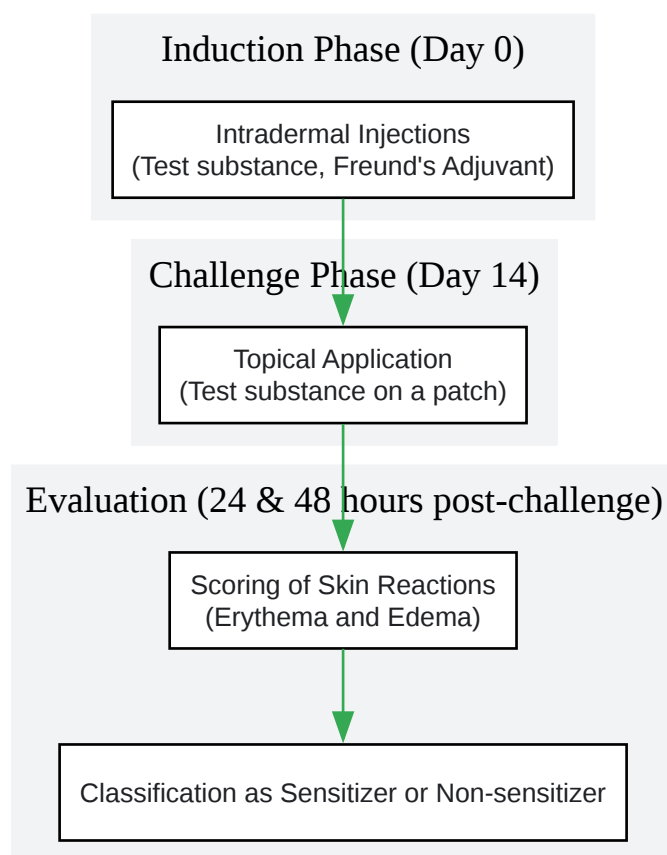 Induction Phase (Day 0)
Intradermal Injections
(Test substance, Freund's Adjuvant)
Challenge Phase (Day 14)
Topical Application
(Test substance on a patch)
Evaluation (24 & 48 hours post-challenge)
Scoring of Skin Reactions
(Erythema and Edema)
Classification as Sensitizer or Non-sensitizer